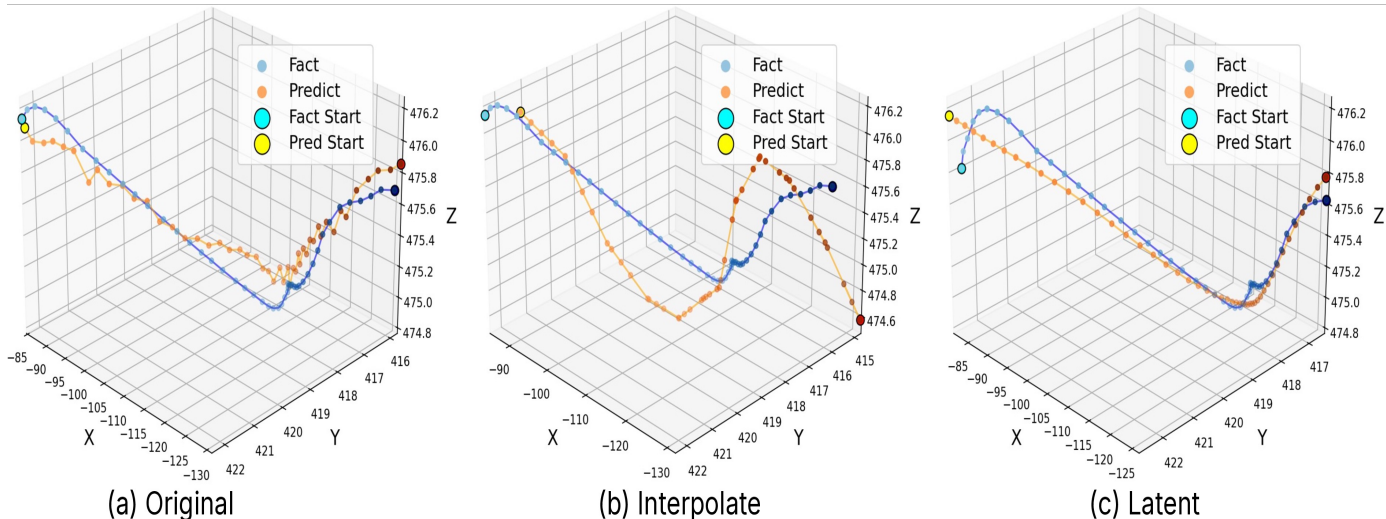 Fact
Predict
Fact Start
Pred Start
476.2
476.0
475.8
475.6
475.4
475.2
475.0
474.8
Z
−85
−90
−95
−100
−105
−110
−115
−120
−125
−130
X
422
421
420
419
418
417
416
Y
(a) Original
Fact
Predict
Fact Start
Pred Start
476.2
476.0
475.8
475.6
475.4
475.2
475.0
474.8
474.6
Z
−90
−100
−110
−120
−130
X
422
421
420
419
418
417
416
415
Y
(b) Interpolate
Fact
Predict
Fact Start
Pred Start
476.2
476.0
475.8
475.6
475.4
475.2
475.0
474.8
Z
−85
−90
−95
−100
−105
−110
−115
−120
−125
X
422
421
420
419
418
417
Y
(c) Latent